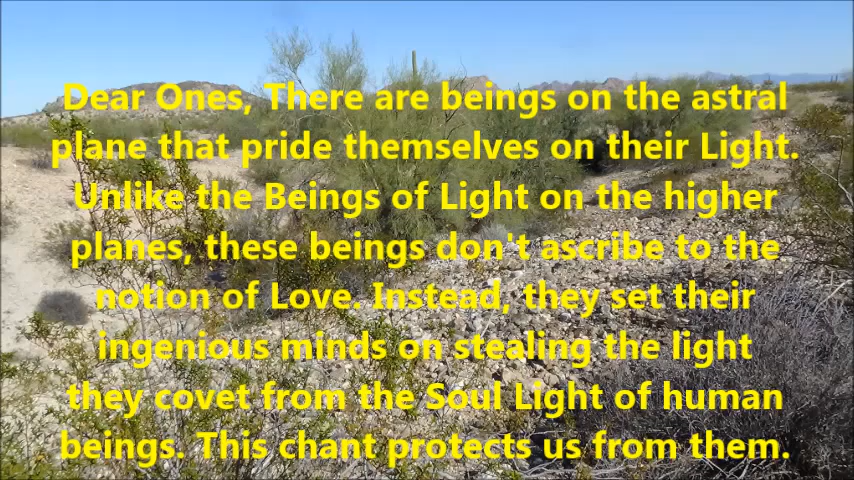 Dear Ones, There are beings on the astral
plane that pride themselves on their Light.
Unlike the Beings of Light on the higher
planes, these beings don't ascribe to the
notion of Love. Instead, they set their
ingenious minds on stealing the light
they covet from the Soul Light of human
beings. This chant protects us from them.